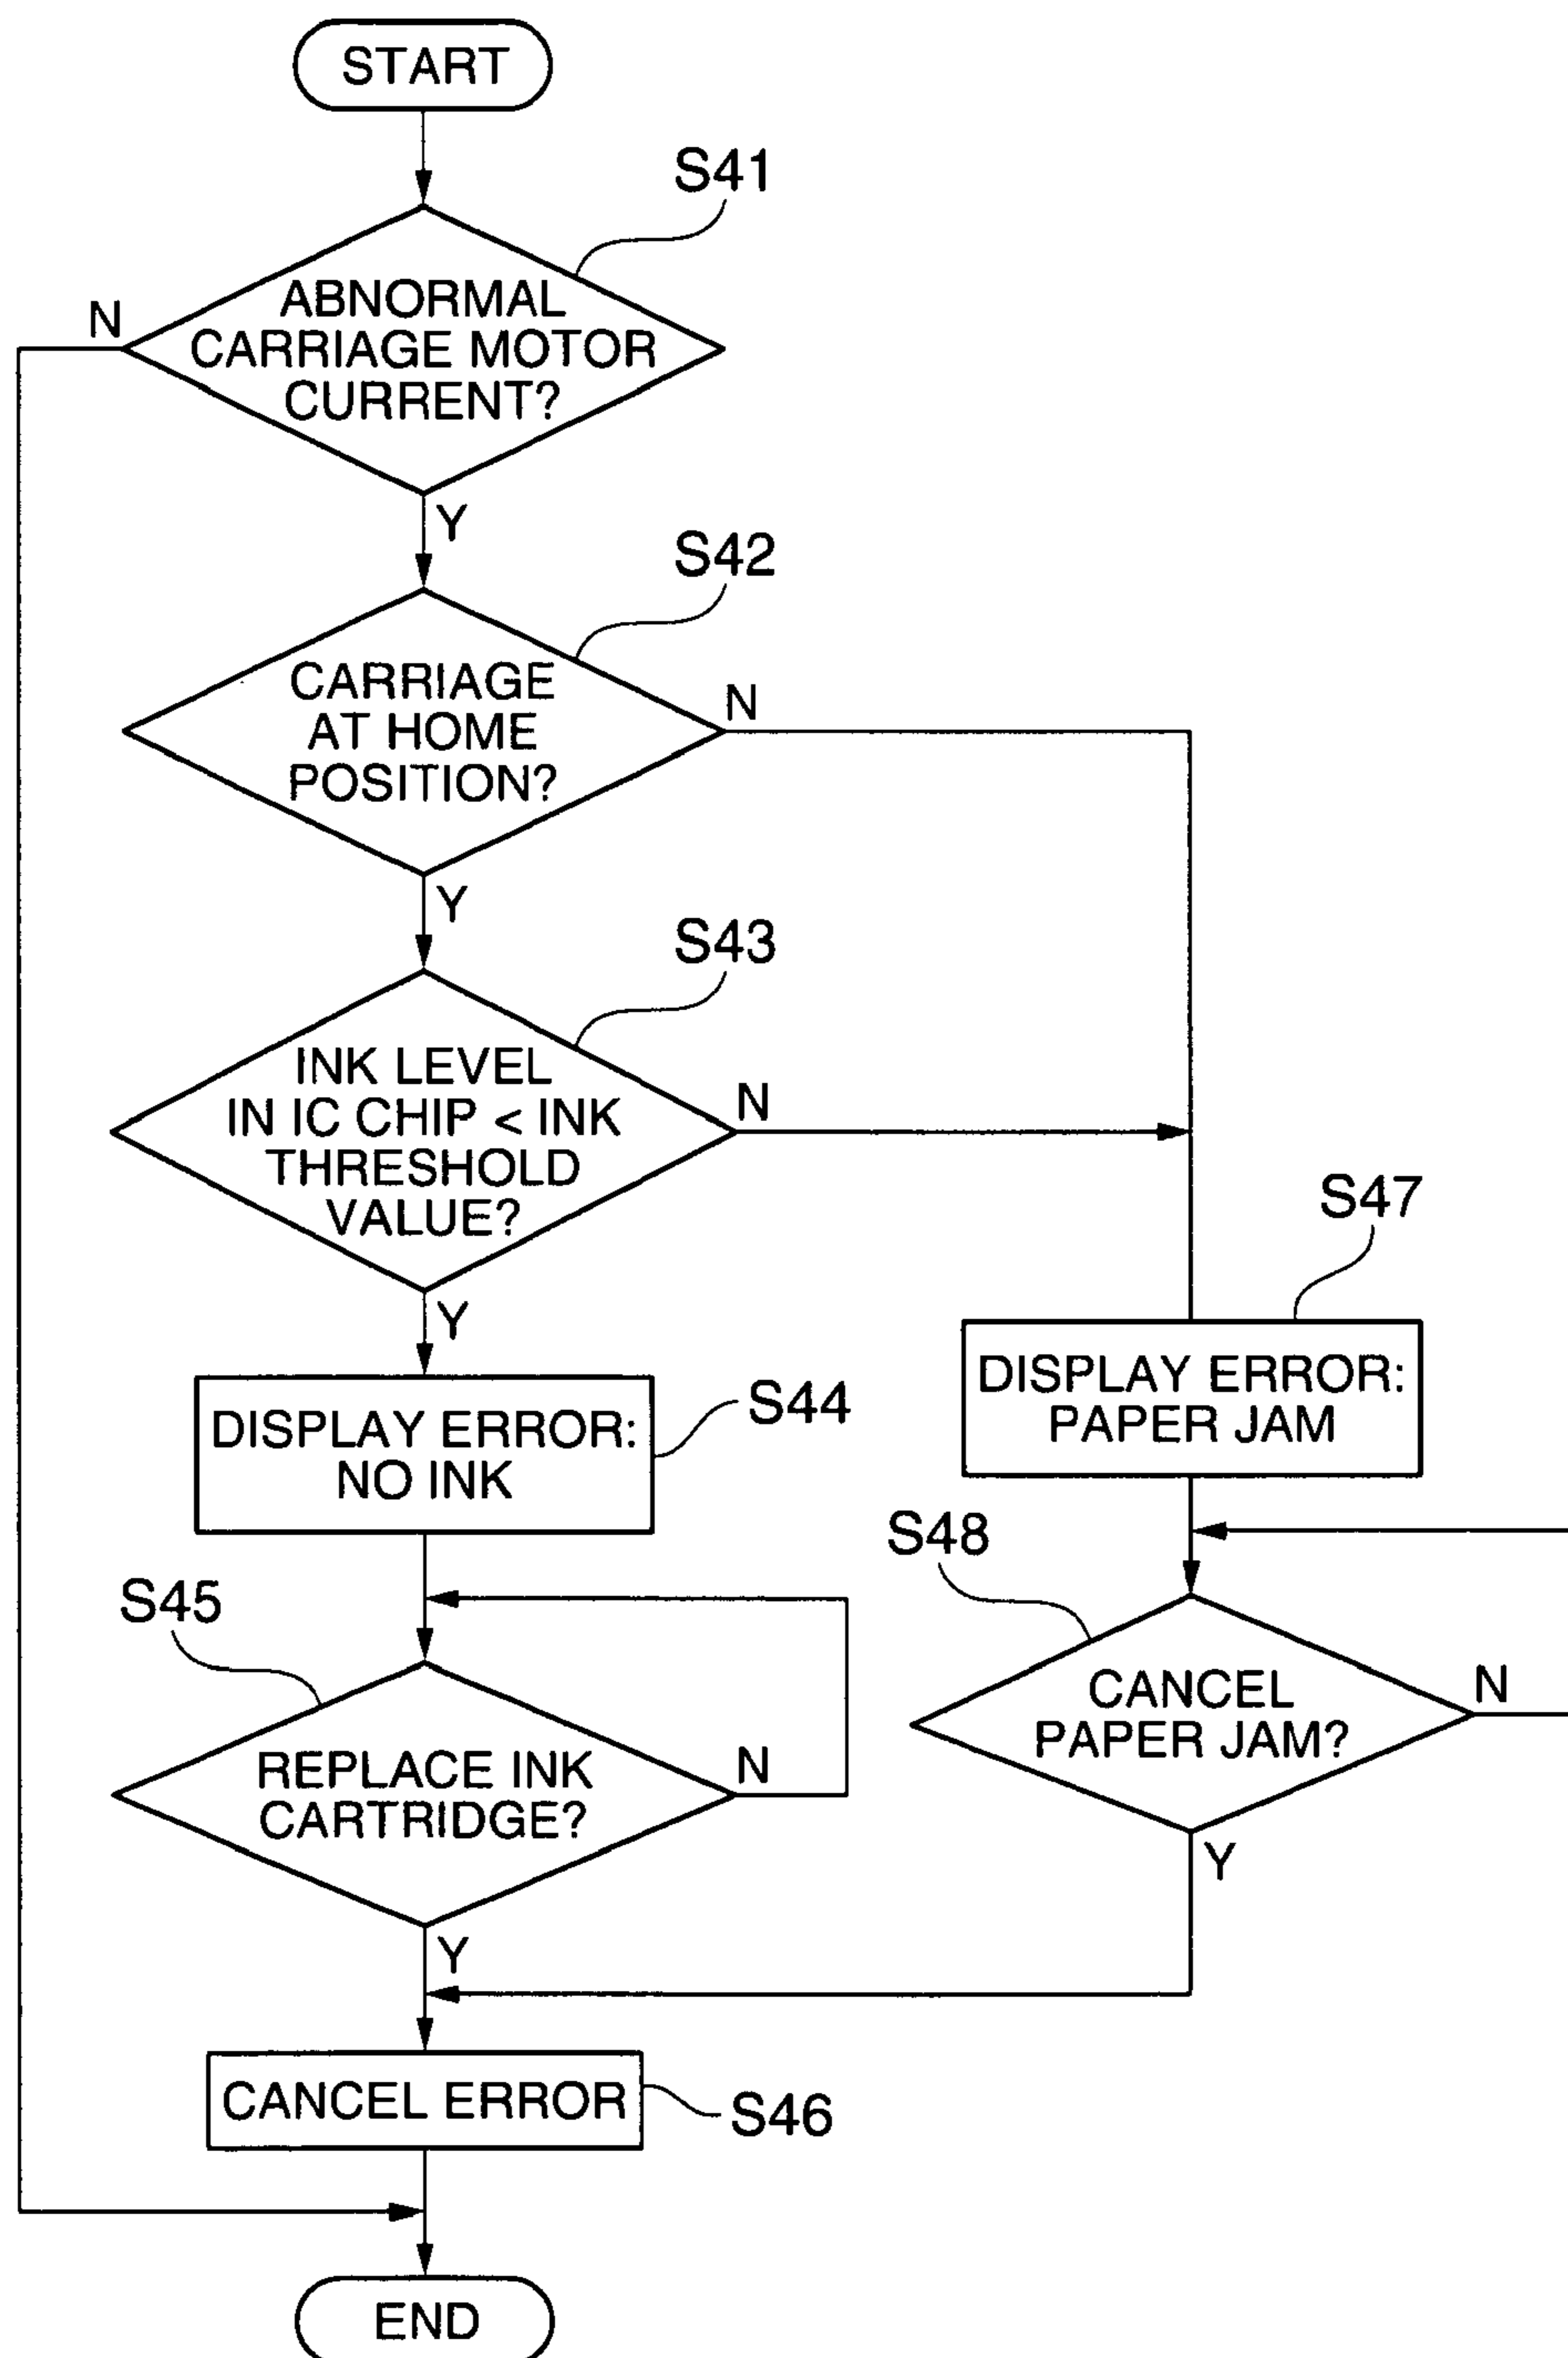 START
S41
ABNORMAL
CARRIAGE MOTOR
CURRENT?
N
Y
S42
CARRIAGE
AT HOME
POSITION?
N
Y
S43
INK LEVEL
IN IC CHIP < INK
THRESHOLD
VALUE?
N
Y
S47
DISPLAY ERROR:
PAPER JAM
S44
DISPLAY ERROR:
NO INK
S48
CANCEL
PAPER JAM?
N
Y
S45
REPLACE INK
CARTRIDGE?
N
Y
CANCEL ERROR
S46
END